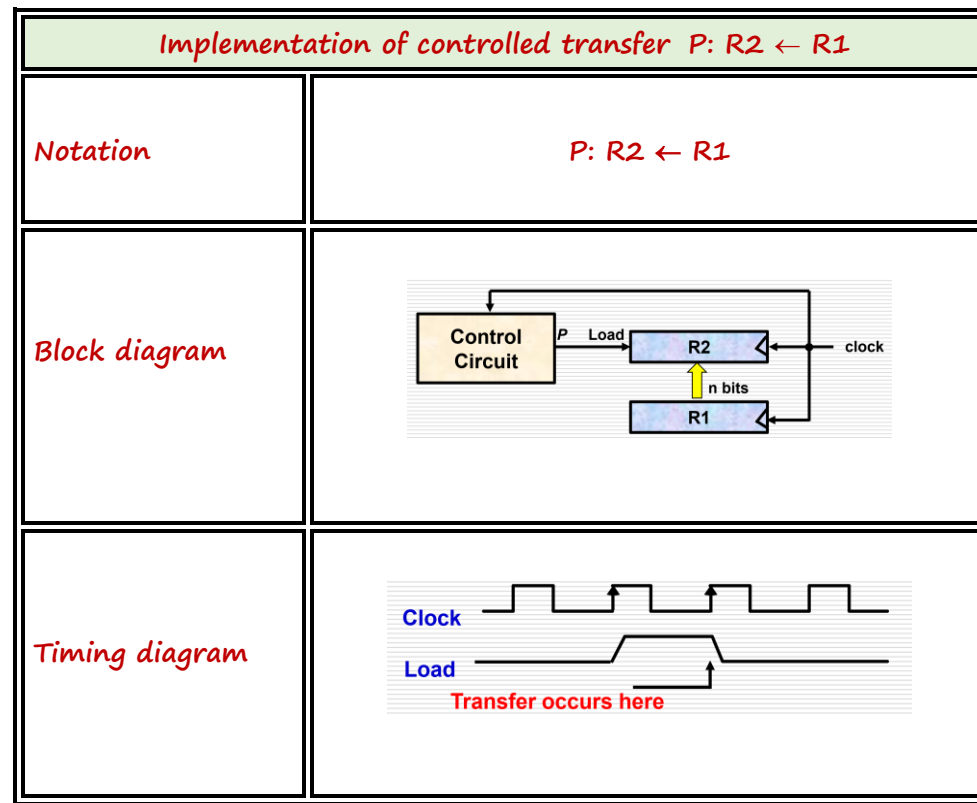 Implementation of controlled transfer P: R2 ← R1
Notation
P: R2 ← R1
Block diagram
Control
Circuit
P
Load
R2
clock
n bits
R1
Timing diagram
Clock
Load
Transfer occurs here